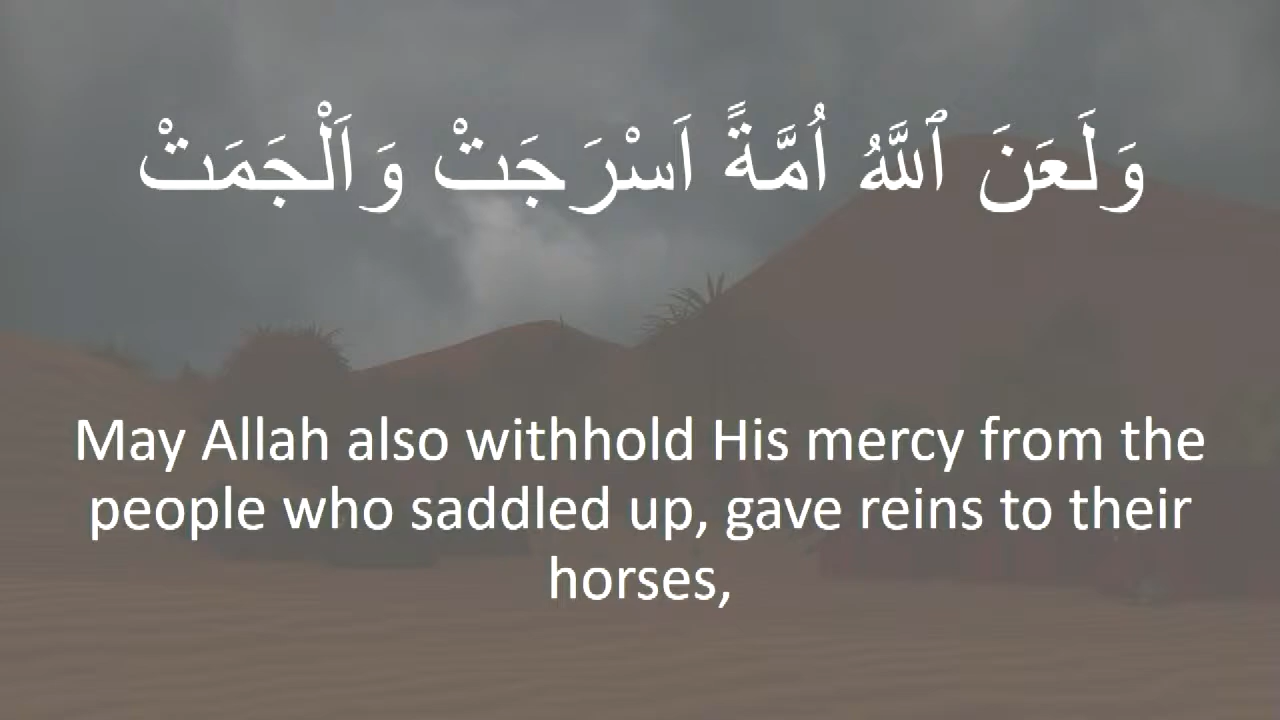 وَلَعَنَ ٱللَّهُ اُمَّةً اَسْرَجَتْ وَاَلْجَمَتْ
May Allah also withhold His mercy from the
people who saddled up, gave reins to their
horses,